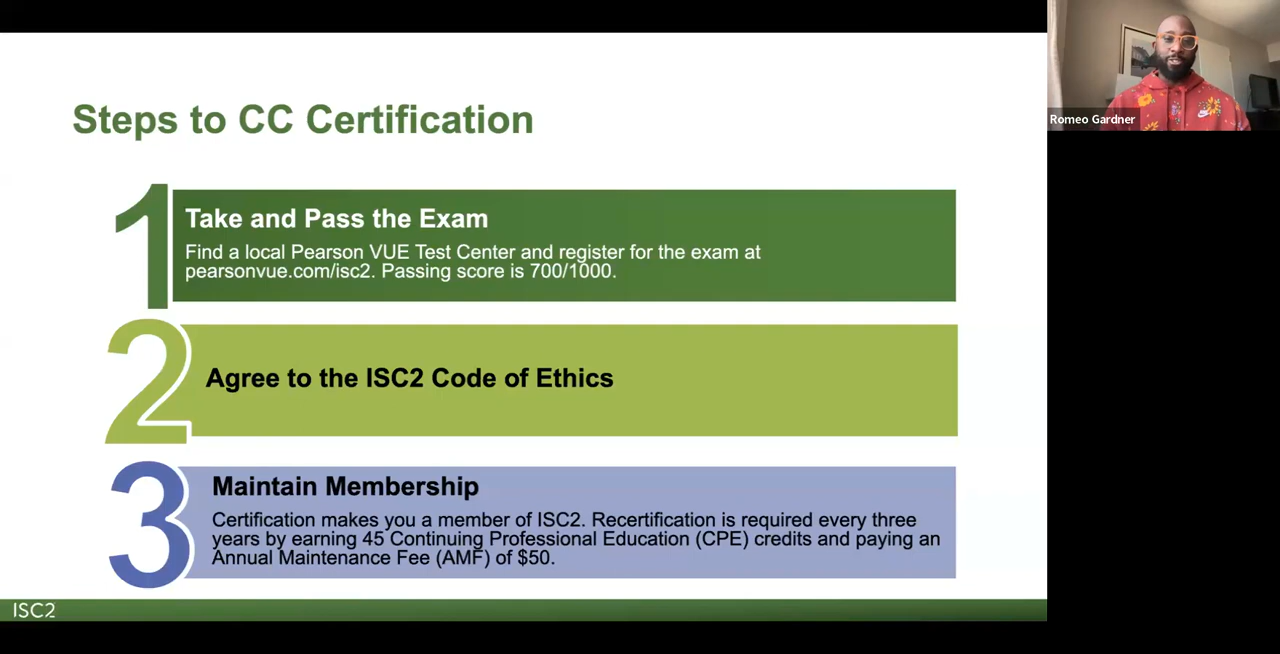 Steps to CC Certification
1
Take and Pass the Exam
Find a local Pearson VUE Test Center and register for the exam at
pearsonvue.com/isc2. Passing score is 700/1000.
2
Agree to the ISC2 Code of Ethics
3
Maintain Membership
Certification makes you a member of ISC2. Recertification is required every three
years by earning 45 Continuing Professional Education (CPE) credits and paying an
Annual Maintenance Fee (AMF) of $50.
ISC2
Romeo Gardner